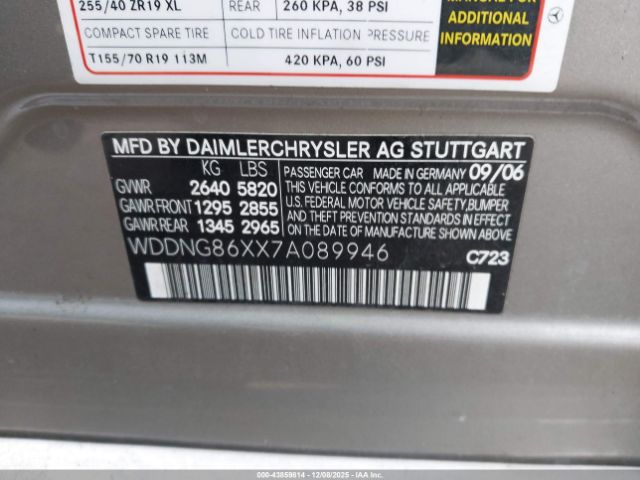 255/40 ZR19 XL REAR 260 KPA, 38 PSI
COMPACT SPARE TIRE COLD TIRE INFLATION PRESSURE
T155/70 R19 113M 420 KPA, 60 PSI
MANUAL FOR
ADDITIONAL
INFORMATION
MFD BY DAIMLERCHRYSLER AG STUTTGART
KG LBS
GVWR 2640 5820
GAWR FRONT 1295 2855
GAWR REAR 1345 2965
PASSENGER CAR MADE IN GERMANY 09/06
THIS VEHICLE CONFORMS TO ALL APPLICABLE
U.S. FEDERAL MOTOR VEHICLE SAFETY,BUMPER,
AND THEFT PREVENTION STANDARDS IN
EFFECT ON THE DATE OF MANUFACTURE
SHOWN ABOVE.
WDDNG86XX7A089946
C723
000-43859814 - 12/08/2025 - IAAI.COM